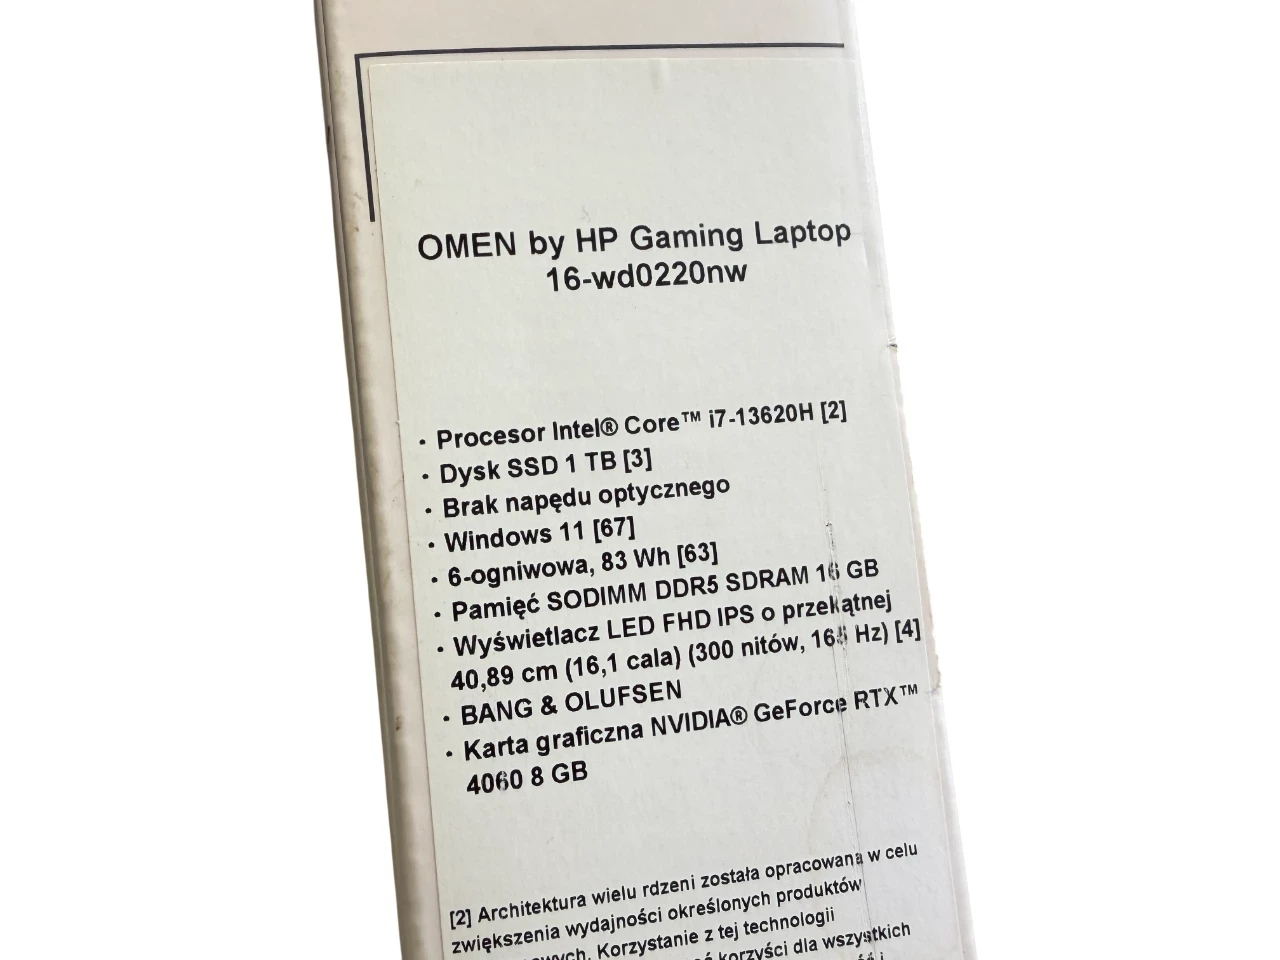 OMEN by HP Gaming Laptop
16-wd0220nw
· Procesor Intel® Core™ i7-13620H [2]
· Dysk SSD 1 TB [3]
· Brak napędu optycznego
· Windows 11 [67]
· 6-ogniwowa, 83 Wh [63]
· Pamięć SODIMM DDR5 SDRAM 16 GB
· Wyświetlacz LED FHD IPS o przekątnej
40,89 cm (16,1 cala) (300 nitów, 165 Hz) [4]
· BANG & OLUFSEN
· Karta graficzna NVIDIA® GeForce RTX™
4060 8 GB
[2] Architektura wielu rdzeni została opracowana w celu
zwiększenia wydajności określonych produktów
Korzystanie z tej technologii
korzyści dla wszystkich